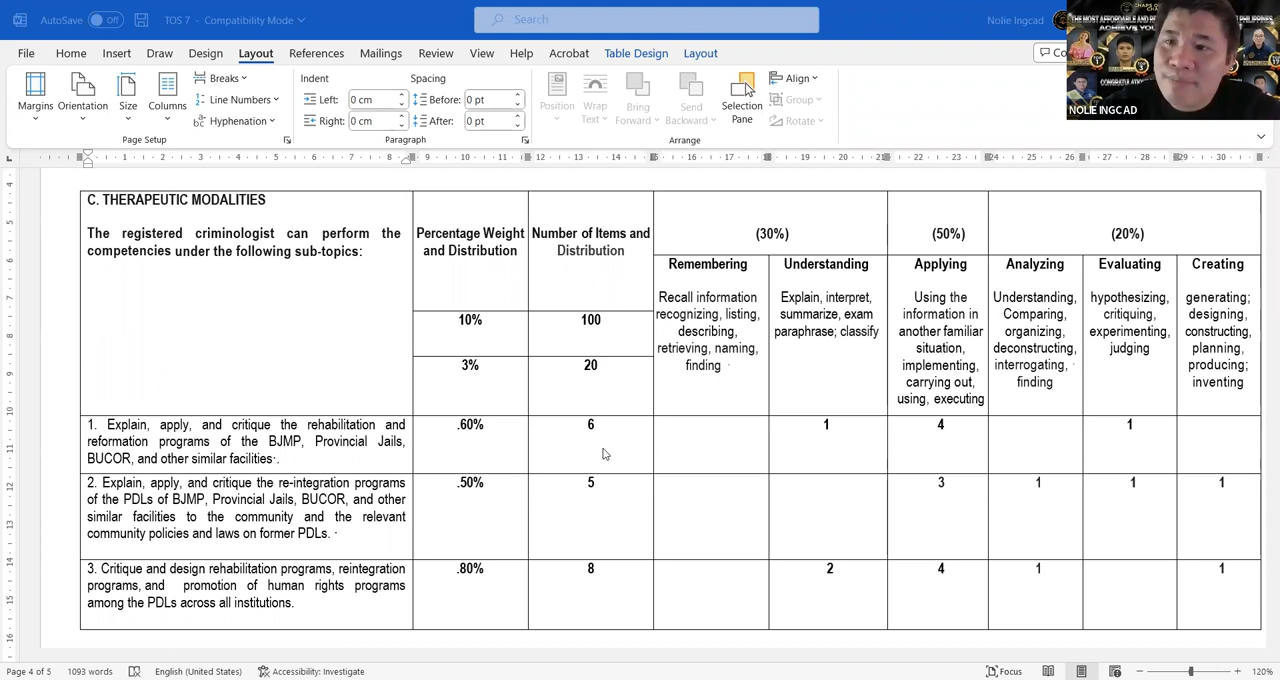 AutoSave Off TOS 7 - Compatibility Mode Search Nolie Ingcad
File Home Insert Draw Design Layout References Mailings Review View Help Acrobat Table Design Layout
Margins Orientation Size Columns
Breaks
Line Numbers
Hyphenation
Page Setup
Indent Spacing
Left: 0 cm Before: 0 pt
Right: 0 cm After: 0 pt
Paragraph
Position Wrap Text Bring Forward Send Backward Selection Pane
Align
Group
Rotate
Arrange
NOLIE INGCAD
C. THERAPEUTIC MODALITIES
The registered criminologist can perform the
competencies under the following sub-topics:
Percentage Weight
and Distribution
Number of Items and
Distribution
(30%) (50%) (20%)
10% 100
3% 20
Remembering
Recall information
recognizing, listing,
describing,
retrieving, naming,
finding
Understanding
Explain, interpret,
summarize, exam
paraphrase; classify
Applying
Using the
information in
another familiar
situation,
implementing,
carrying out,
using, executing
Analyzing
Understanding,
Comparing,
organizing,
deconstructing,
interrogating,
finding
Evaluating
hypothesizing,
critiquing,
experimenting,
judging
Creating
generating;
designing,
constructing,
planning,
producing;
inventing
1. Explain, apply, and critique the rehabilitation and
reformation programs of the BJMP, Provincial Jails,
BUCOR, and other similar facilities.
.60% 6 1 4 1
2. Explain, apply, and critique the re-integration programs
of the PDLs of BJMP, Provincial Jails, BUCOR, and other
similar facilities to the community and the relevant
community policies and laws on former PDLs.
.50% 5 3 1 1 1
3. Critique and design rehabilitation programs, reintegration
programs, and promotion of human rights programs
among the PDLs across all institutions.
.80% 8 2 4 1 1
Page 4 of 5 1093 words English (United States) Accessibility: Investigate Focus 120%